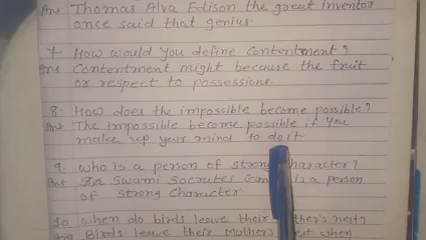 Ans Thomas Alva Edison the great inventor
once said that genius.
7. How would you define contentment?
Ans Contentment might because the fruit
or respect to possessions.
8. How does the impossible become possible?
Ans The impossible become possible if you
make up your mind to do it
9. who is a person of strong character?
Ans Swami Socrates is a person
of strong Character
10 when do birds leave their nest?
Ans Birds leave their Mother's when